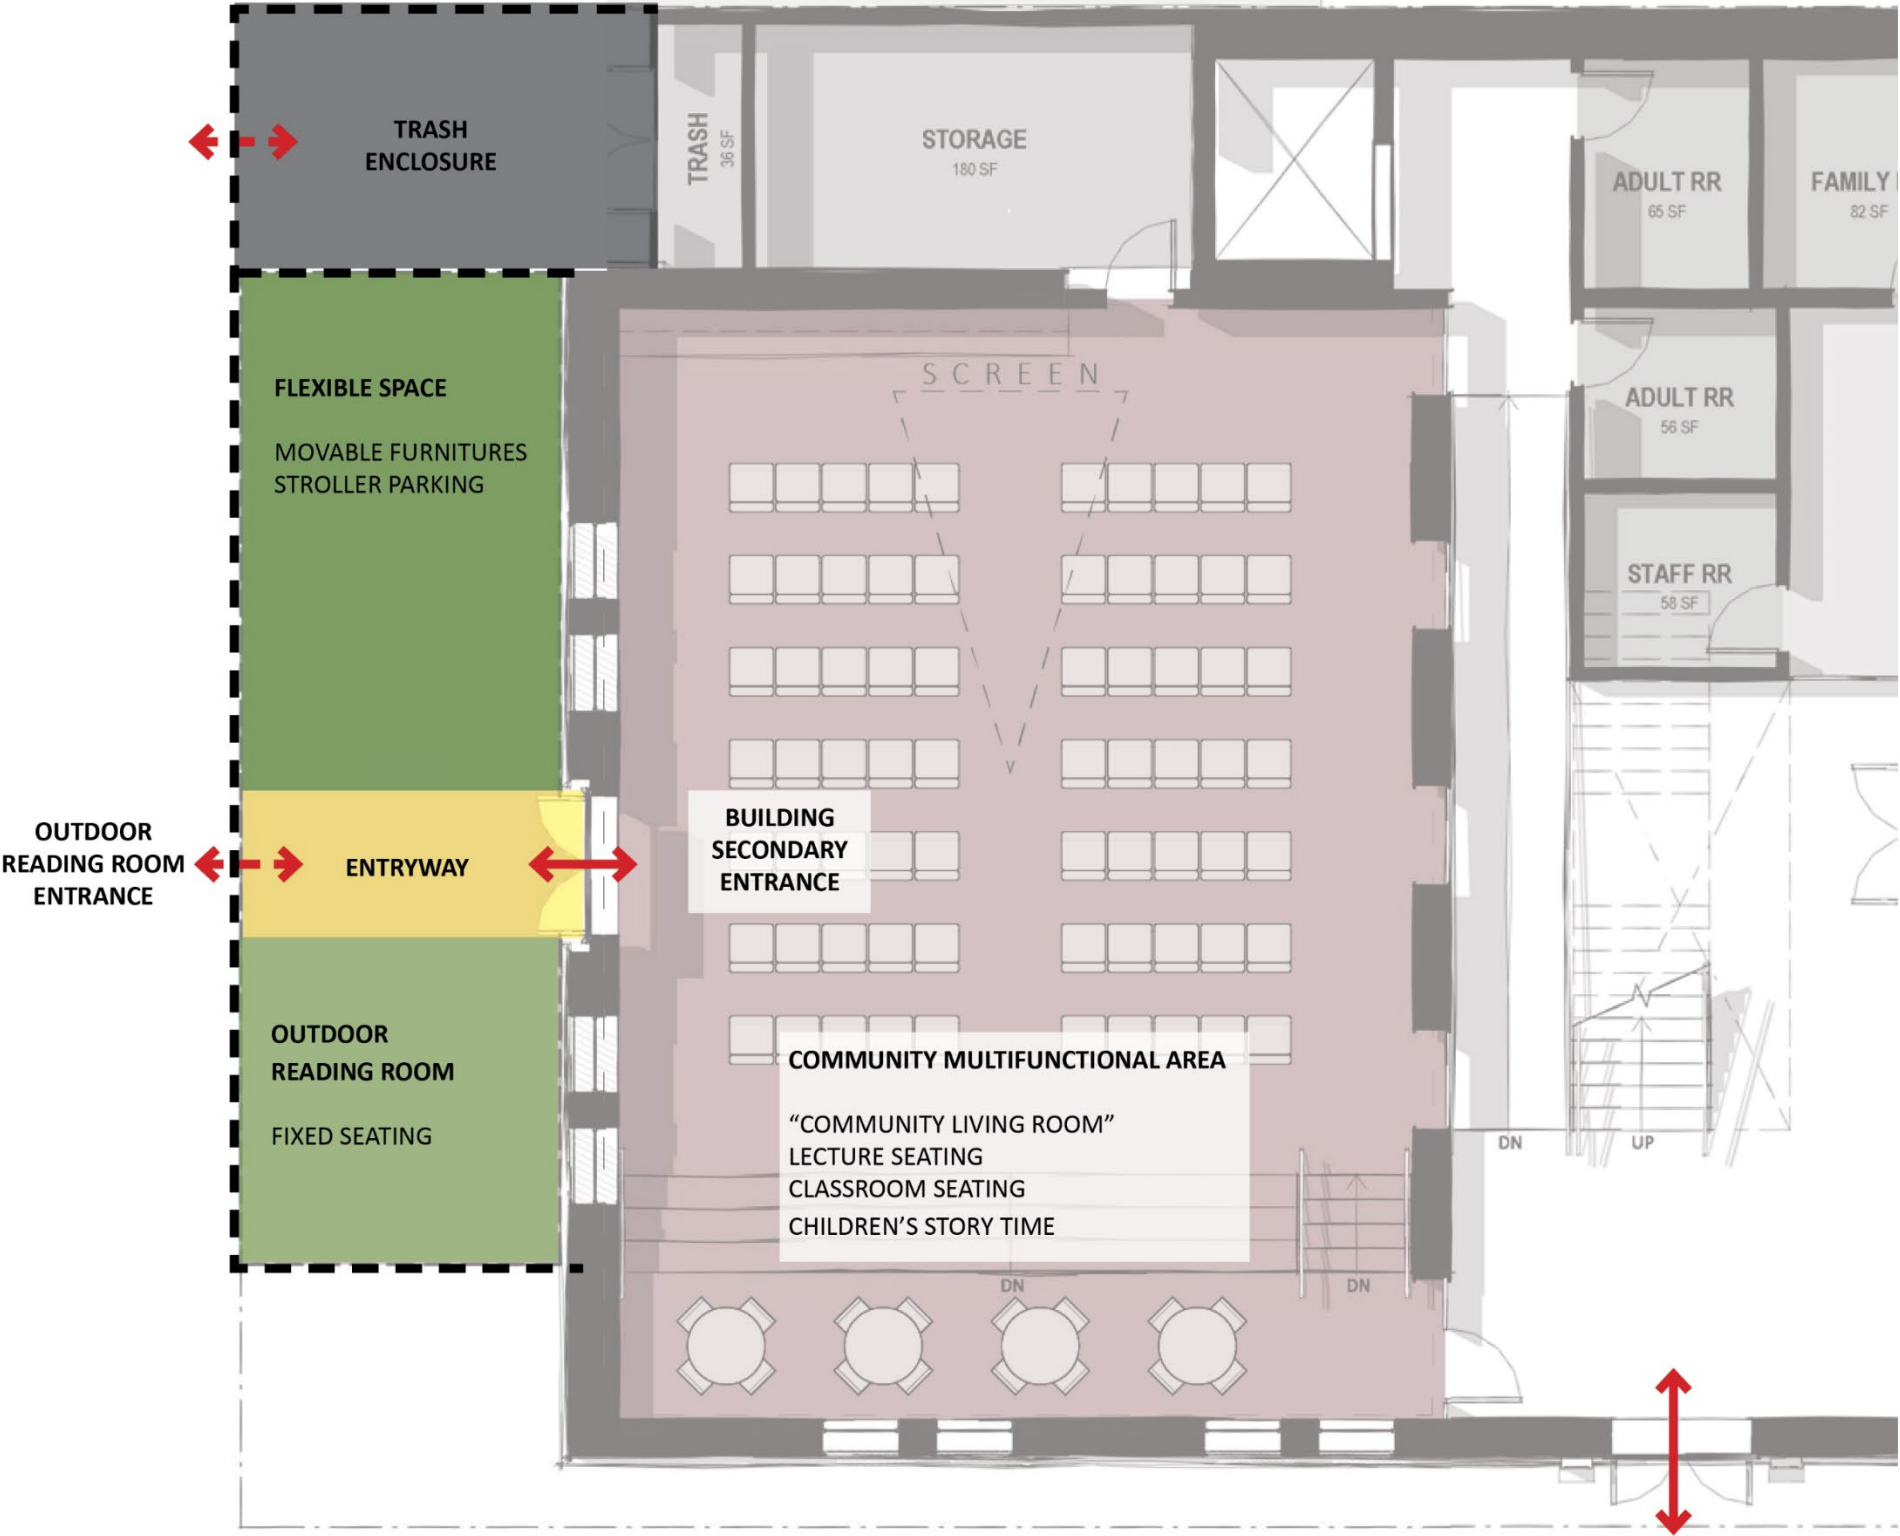 TRASH
ENCLOSURE
TRASH
36 SF
STORAGE
180 SF
ADULT RR
65 SF
FAMILY
82 SF
FLEXIBLE SPACE
MOVABLE FURNITURES
STROLLER PARKING
SCREEN
ADULT RR
56 SF
STAFF RR
58 SF
OUTDOOR
READING ROOM
ENTRANCE
ENTRYWAY
BUILDING
SECONDARY
ENTRANCE
OUTDOOR
READING ROOM
FIXED SEATING
COMMUNITY MULTIFUNCTIONAL AREA
“COMMUNITY LIVING ROOM”
LECTURE SEATING
CLASSROOM SEATING
CHILDREN’S STORY TIME
DN
UP
DN
DN